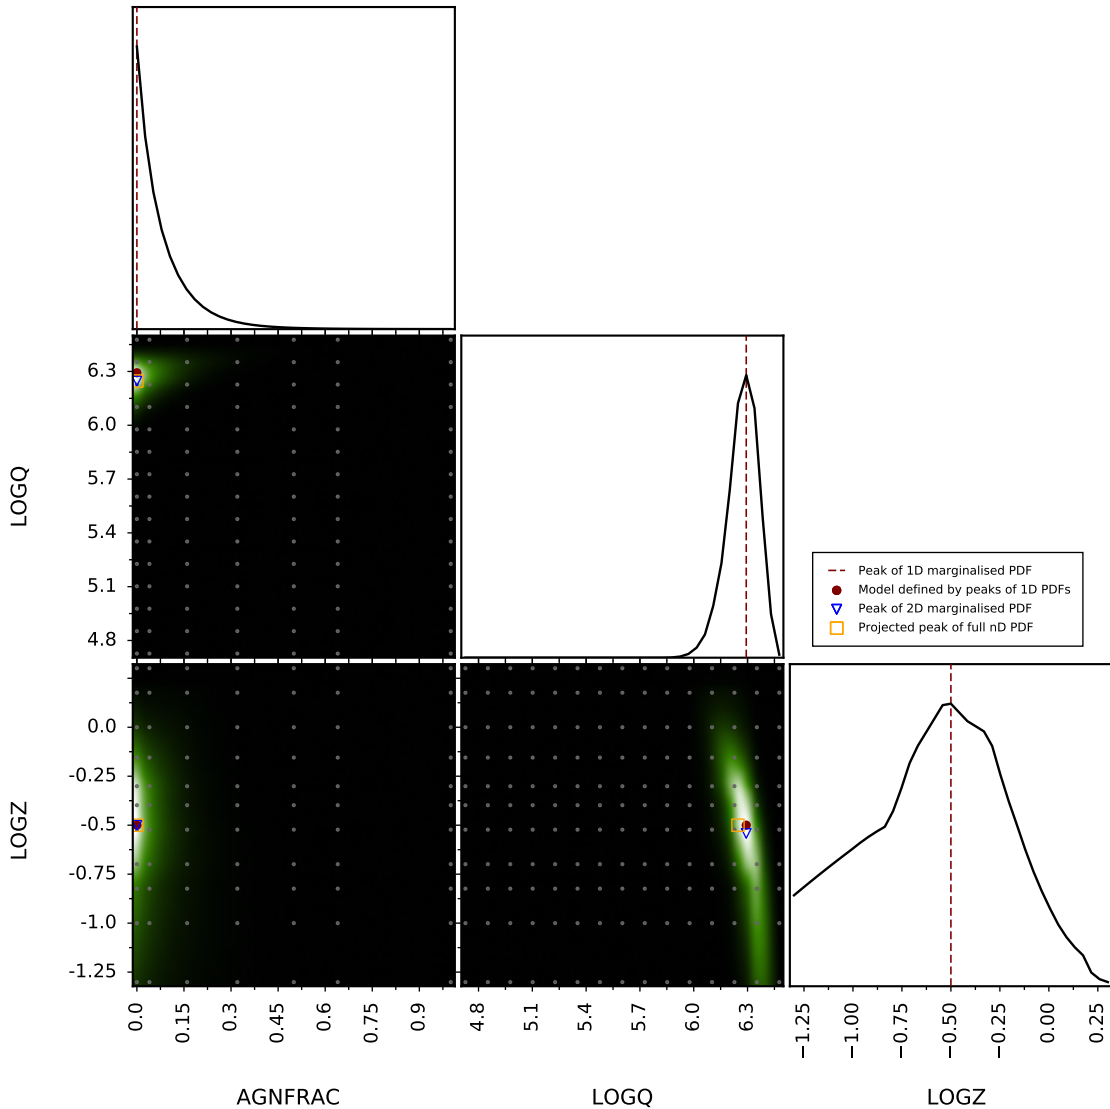 6.3
6.0
5.7
5.4
5.1
4.8
LOGQ
Peak of 1D marginalised PDF
Model defined by peaks of 1D PDFs
Peak of 2D marginalised PDF
Projected peak of full nD PDF
0.0
-0.25
-0.5
-0.75
-1.0
-1.25
LOGZ
0.0 0.15 0.3 0.45 0.6 0.75 0.9
4.8 5.1 5.4 5.7 6.0 6.3
−1.25 −1.00 −0.75 −0.50 −0.25 0.00 0.25
AGNFRAC LOGQ LOGZ